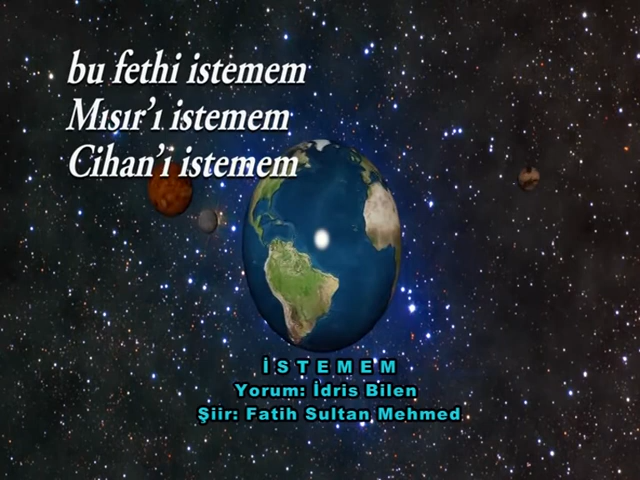 bu fethi istemem
Mısır'ı istemem
Cihan'i istemem
İ S T E M E M
Yorum: İdris Bilen
Şiir: Fatih Sultan Mehmed